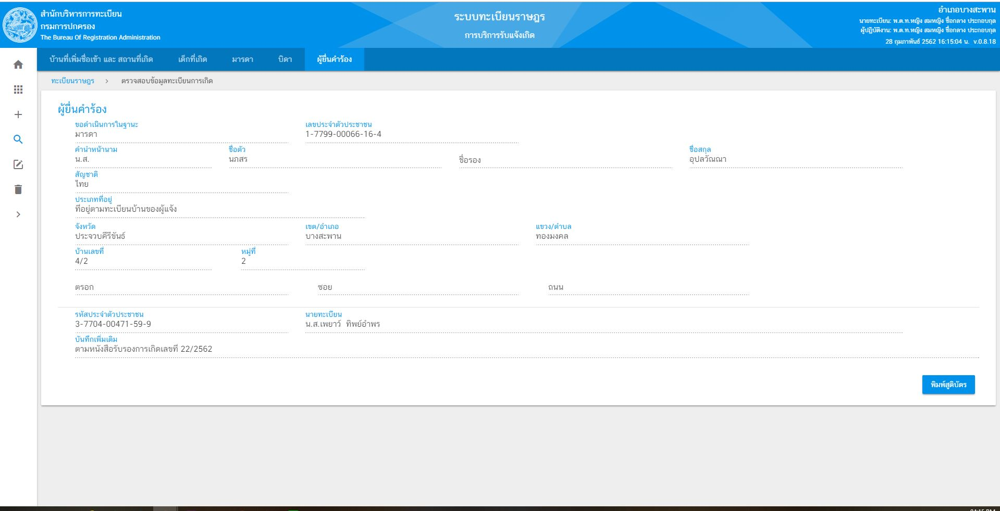 สำนักบริหารการทะเบียน
กรมการปกครอง
The Bureau Of Registration Administration
ระบบทะเบียนราษฎร
การบริการรับแจ้งเกิด
อำเภอบางสะพาน
นายทะเบียน: พ.ต.ท.หญิง สมหญิง ชื่อกลาง ประกอบกุล
ผู้ปฏิบัติงาน: พ.ต.ท.หญิง สมหญิง ชื่อกลาง ประกอบกุล
28 กุมภาพันธ์ 2562 16:15:04 น. v.0.8.18
บ้านที่เพิ่มชื่อเข้า และ สถานที่เกิด เด็กที่เกิด มารดา บิดา ผู้ยื่นคำร้อง
ทะเบียนราษฎร > ตรวจสอบข้อมูลทะเบียนการเกิด
ผู้ยื่นคำร้อง
ขอดำเนินการในฐานะ เลขประจำตัวประชาชน
มารดา 1-7799-00066-16-4
คำนำหน้านาม ชื่อตัว ชื่อสกุล
น.ส. นภสร ชื่อรอง อุปลวัณณา
สัญชาติ
ไทย
ประเภทที่อยู่
ที่อยู่ตามทะเบียนบ้านของผู้แจ้ง
จังหวัด เขต/อำเภอ แขวง/ตำบล
ประจวบคีรีขันธ์ บางสะพาน ทองมงคล
บ้านเลขที่ หมู่ที่
4/2 2
ตรอก ซอย ถนน
รหัสประจำตัวประชาชน นายทะเบียน
3-7704-00471-59-9 น.ส.เพยาว์ ทิพย์อำพร
บันทึกเพิ่มเติม
ตามหนังสือรับรองการเกิดเลขที่ 22/2562
พิมพ์สูติบัตร